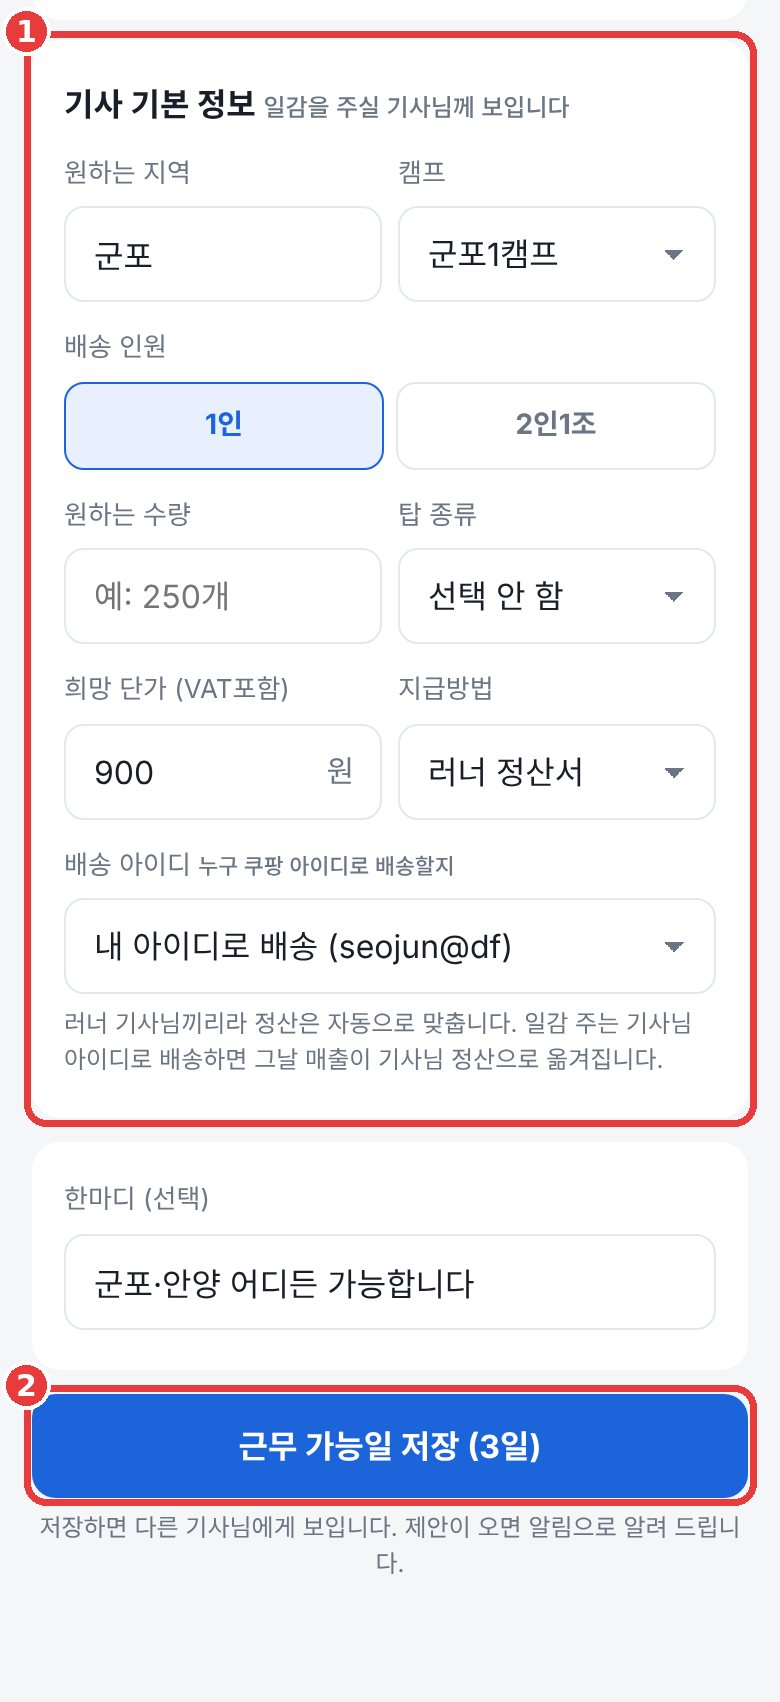 1
기사 기본 정보 일감을 주실 기사님께 보입니다
원하는 지역 캠프
군포 군포1캠프
배송 인원
1인 2인1조
원하는 수량 탑 종류
예: 250개 선택 안 함
희망 단가 (VAT포함) 지급방법
900 원 러너 정산서
배송 아이디 누구 쿠팡 아이디로 배송할지
내 아이디로 배송 (seojun@df)
러너 기사님끼리라 정산은 자동으로 맞춥니다. 일감 주는 기사님
아이디로 배송하면 그날 매출이 기사님 정산으로 옮겨집니다.
한마디 (선택)
군포·안양 어디든 가능합니다
2
근무 가능일 저장 (3일)
저장하면 다른 기사님에게 보입니다. 제안이 오면 알림으로 알려 드립니
다.